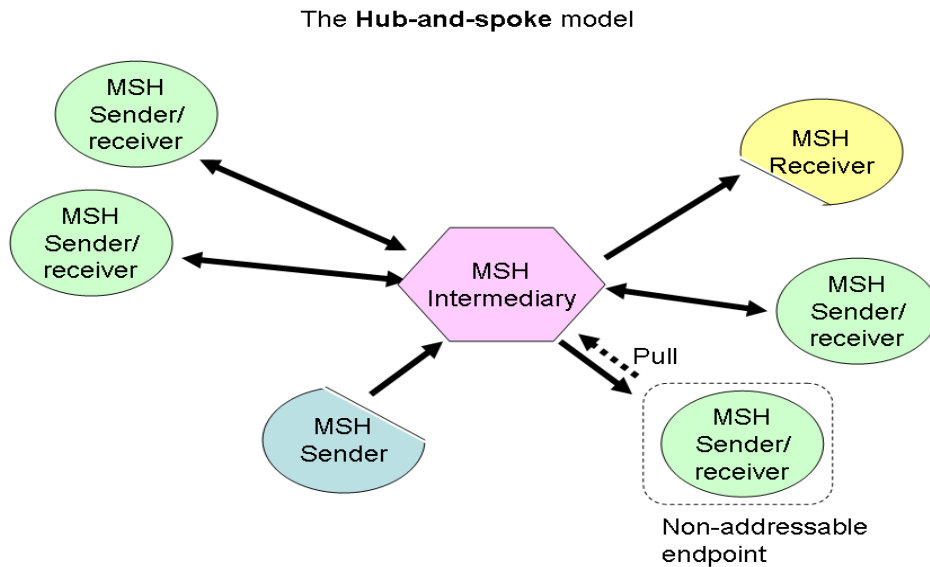 The Hub-and-spoke model
MSH
Sender/
receiver
MSH
Receiver
MSH
Sender/
receiver
MSH
Intermediary
MSH
Sender/
receiver
Pull
MSH
Sender
MSH
Sender/
receiver
Non-addressable
endpoint